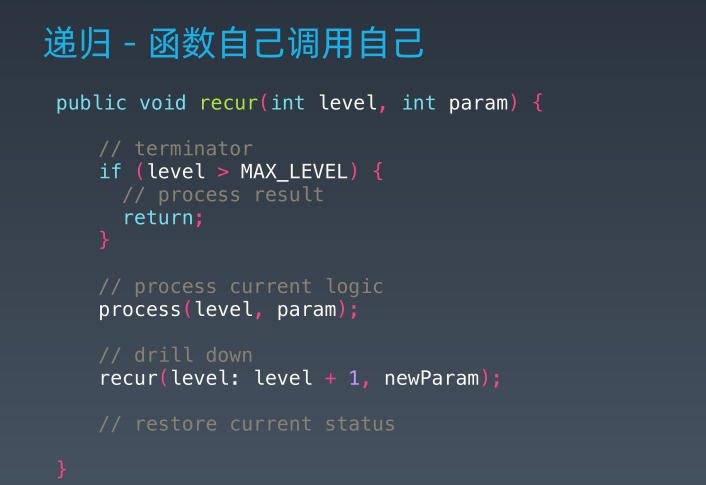 递归 - 函数自己调用自己
public void recur(int level, int param) {
// terminator
if (level > MAX_LEVEL) {
// process result
return;
}
// process current logic
process(level, param);
// drill down
recur(level: level + 1, newParam);
// restore current status
}